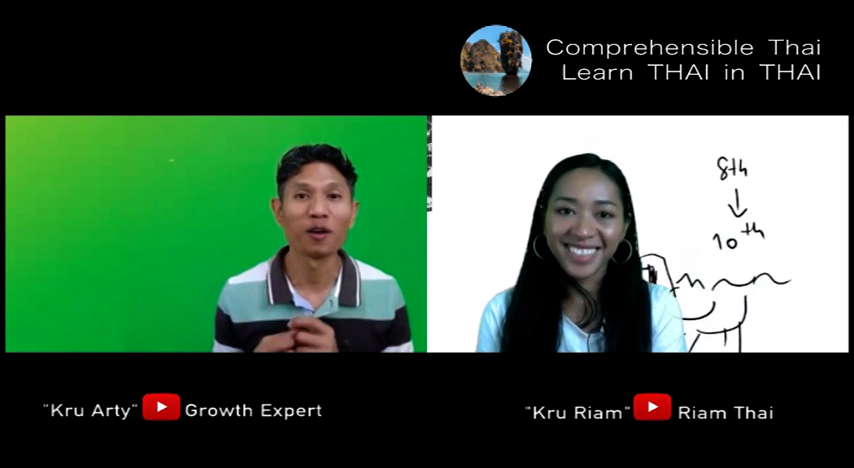 Comprehensible Thai
Learn THAI in THAI
8th
10th
"Kru Arty" Growth Expert
"Kru Riam" Riam Thai